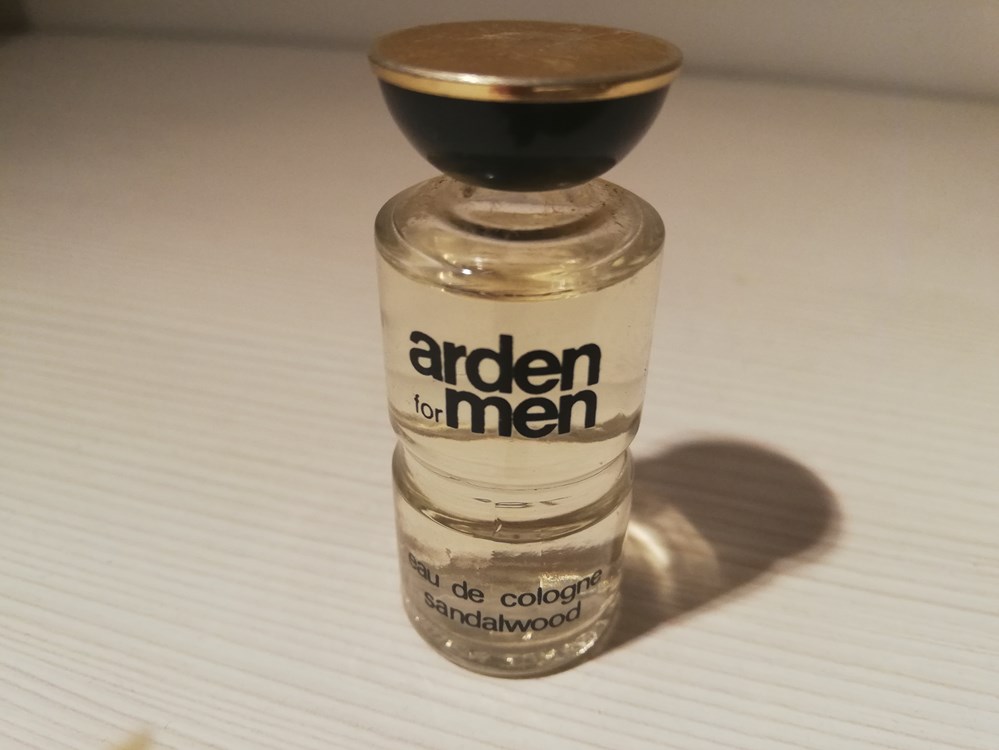 arden
for men
eau de cologne
sandalwood